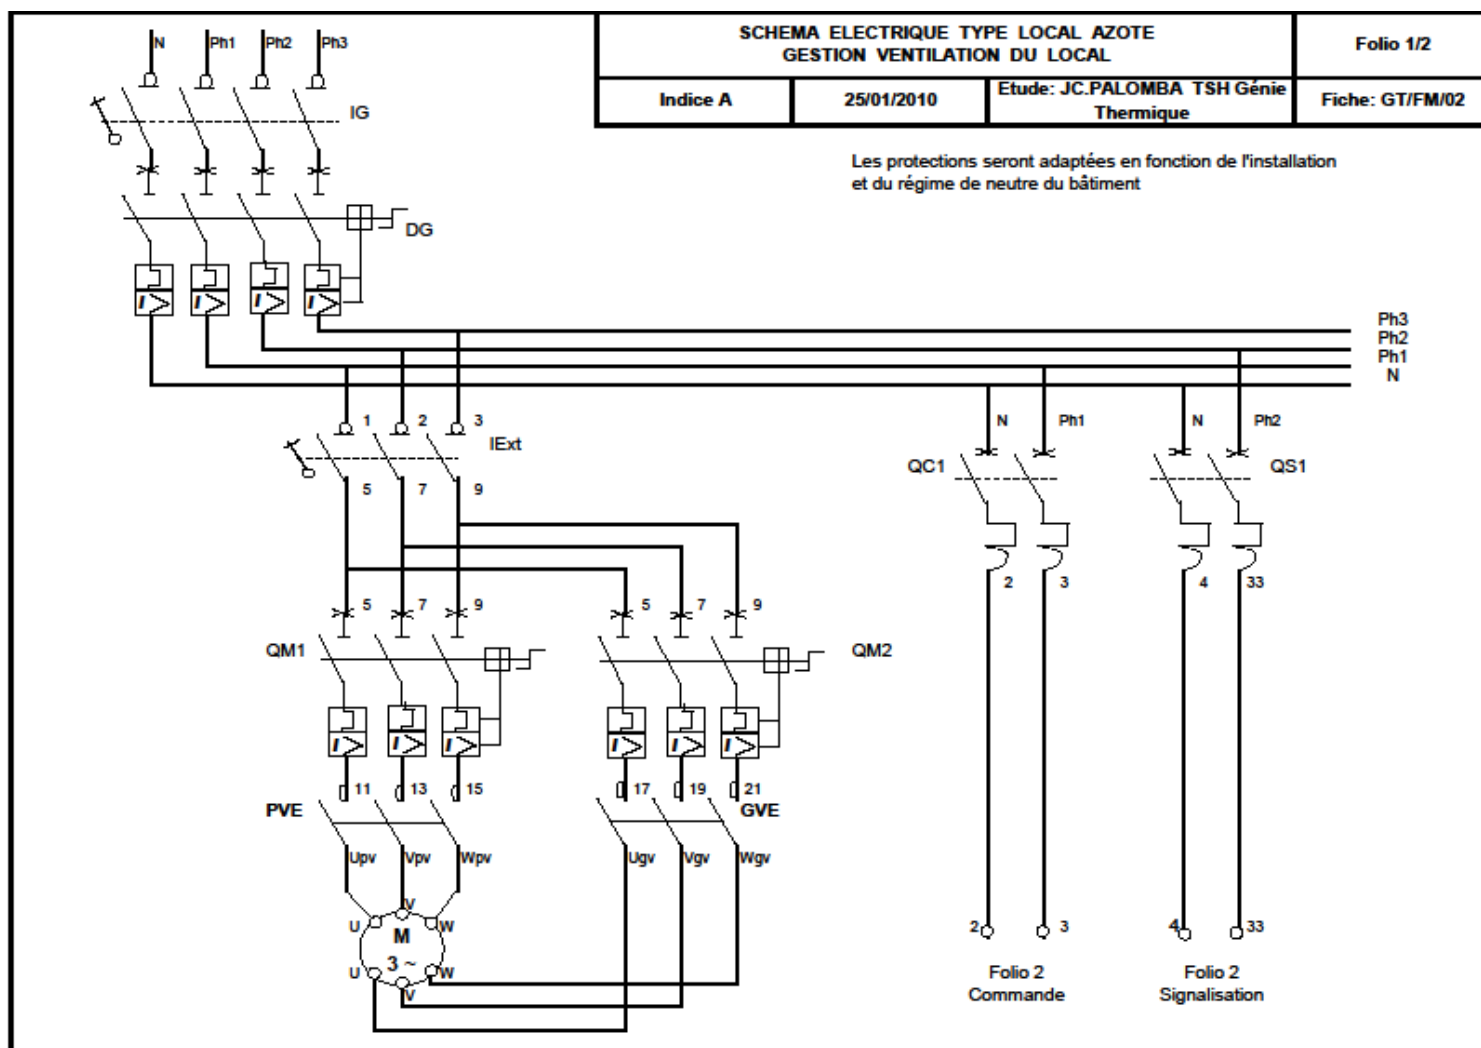 SCHEMA ELECTRIQUE TYPE LOCAL AZOTE
GESTION VENTILATION DU LOCAL
Folio 1/2
Indice A
25/01/2010
Etude: JC.PALOMBA TSH Génie
Thermique
Fiche: GT/FM/02
Les protections seront adaptées en fonction de l'installation
et du régime de neutre du bâtiment
N Ph1 Ph2 Ph3
IG
DG
I I I I
Ph3
Ph2
Ph1
N
1 2 3
IExt
5 7 9
N Ph1
QC1
2 3
N Ph2
QS1
4 33
5 7 9
QM1
I I I
5 7 9
QM2
I I I
11 13 15
PVE
Upv Vpv Wpv
17 19 21
GVE
Ugv Vgv Wgv
U V W
M
3 ~
U V W
2 3
Folio 2
Commande
4 33
Folio 2
Signalisation